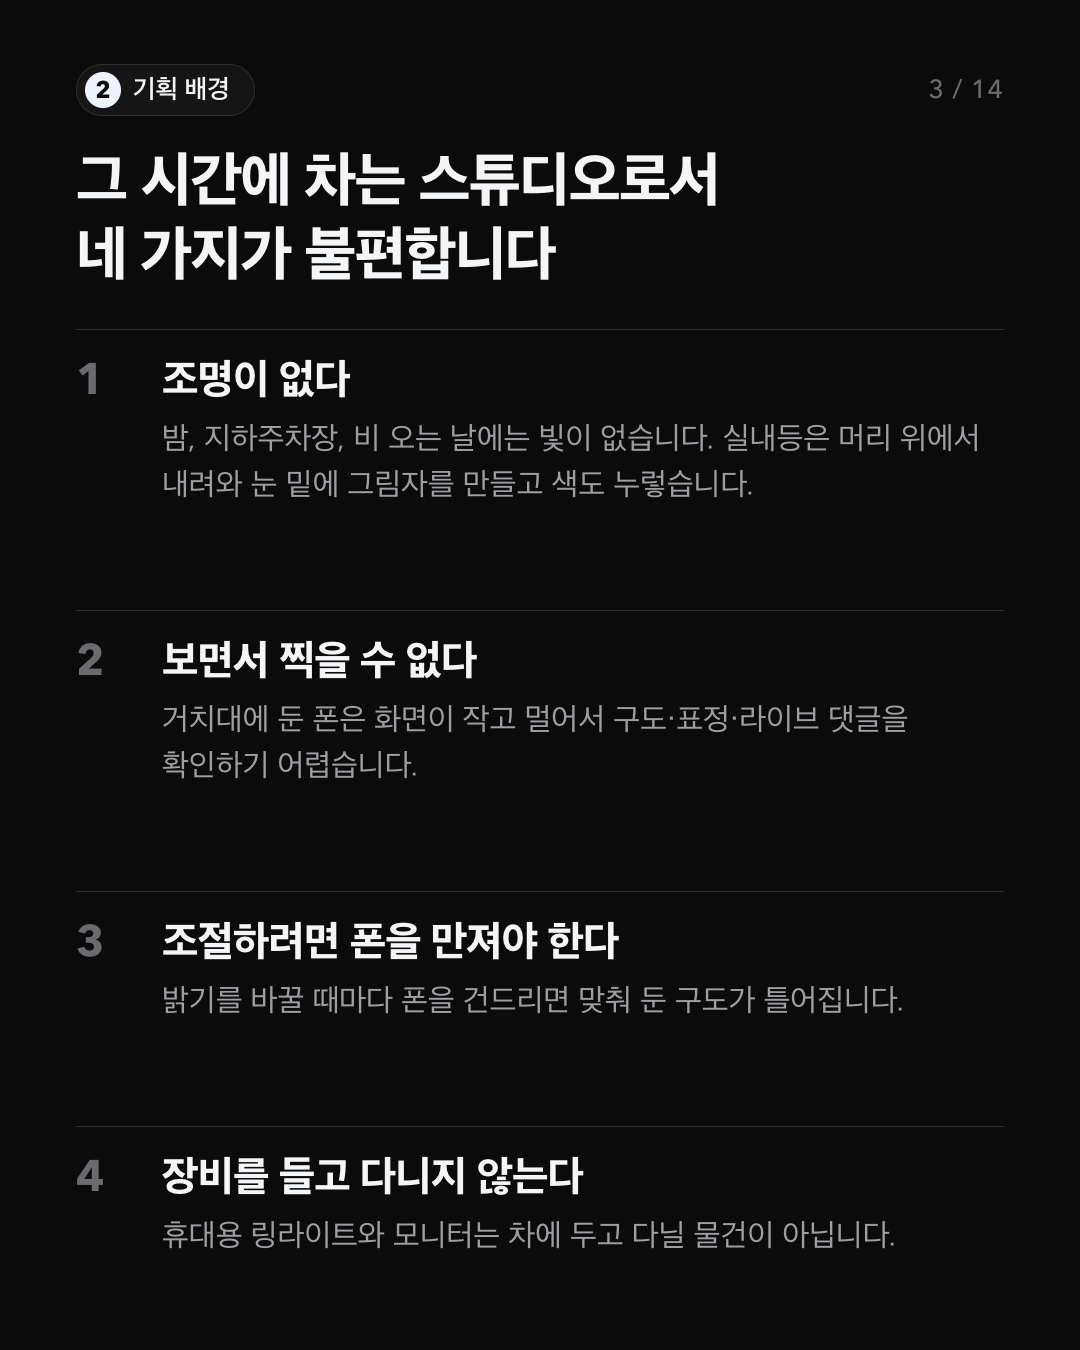 2 기획 배경
3 / 14
그 시간에 차는 스튜디오로서
네 가지가 불편합니다
1 조명이 없다
밤, 지하주차장, 비 오는 날에는 빛이 없습니다. 실내등은 머리 위에서
내려와 눈 밑에 그림자를 만들고 색도 누렇습니다.
2 보면서 찍을 수 없다
거치대에 둔 폰은 화면이 작고 멀어서 구도·표정·라이브 댓글을
확인하기 어렵습니다.
3 조절하려면 폰을 만져야 한다
밝기를 바꿀 때마다 폰을 건드리면 맞춰 둔 구도가 틀어집니다.
4 장비를 들고 다니지 않는다
휴대용 링라이트와 모니터는 차에 두고 다닐 물건이 아닙니다.